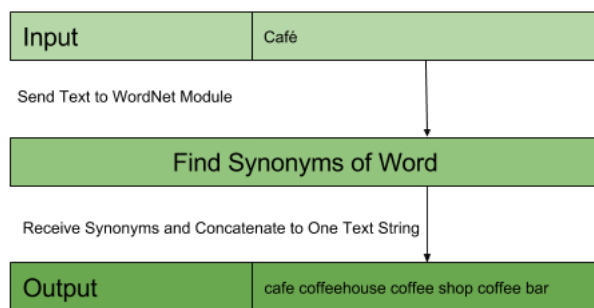 Input
Café
Send Text to WordNet Module
Find Synonyms of Word
Receive Synonyms and Concatenate to One Text String
Output
cafe coffeehouse coffee shop coffee bar